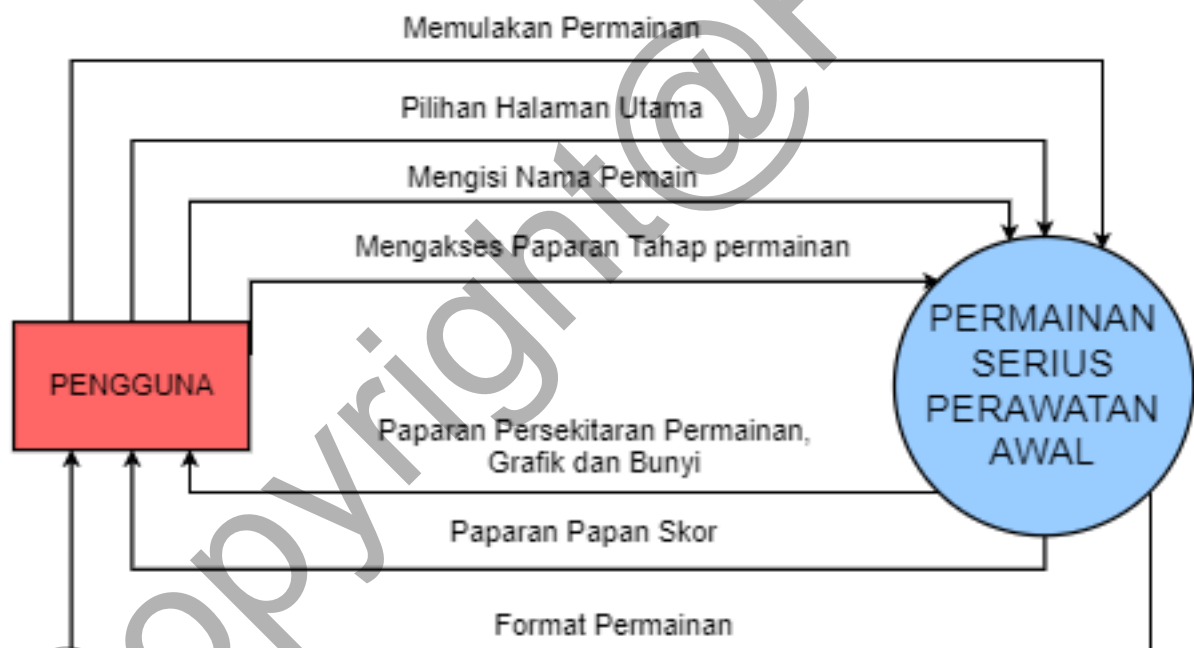 Memulakan Permainan
Pilihan Halaman Utama
Mengisi Nama Pemain
Mengakses Paparan Tahap permainan
PENGGUNA
PERMAINAN
SERIUS
PERAWATAN
AWAL
Paparan Persekitaran Permainan,
Grafik dan Bunyi
Paparan Papan Skor
Format Permainan
opyright@